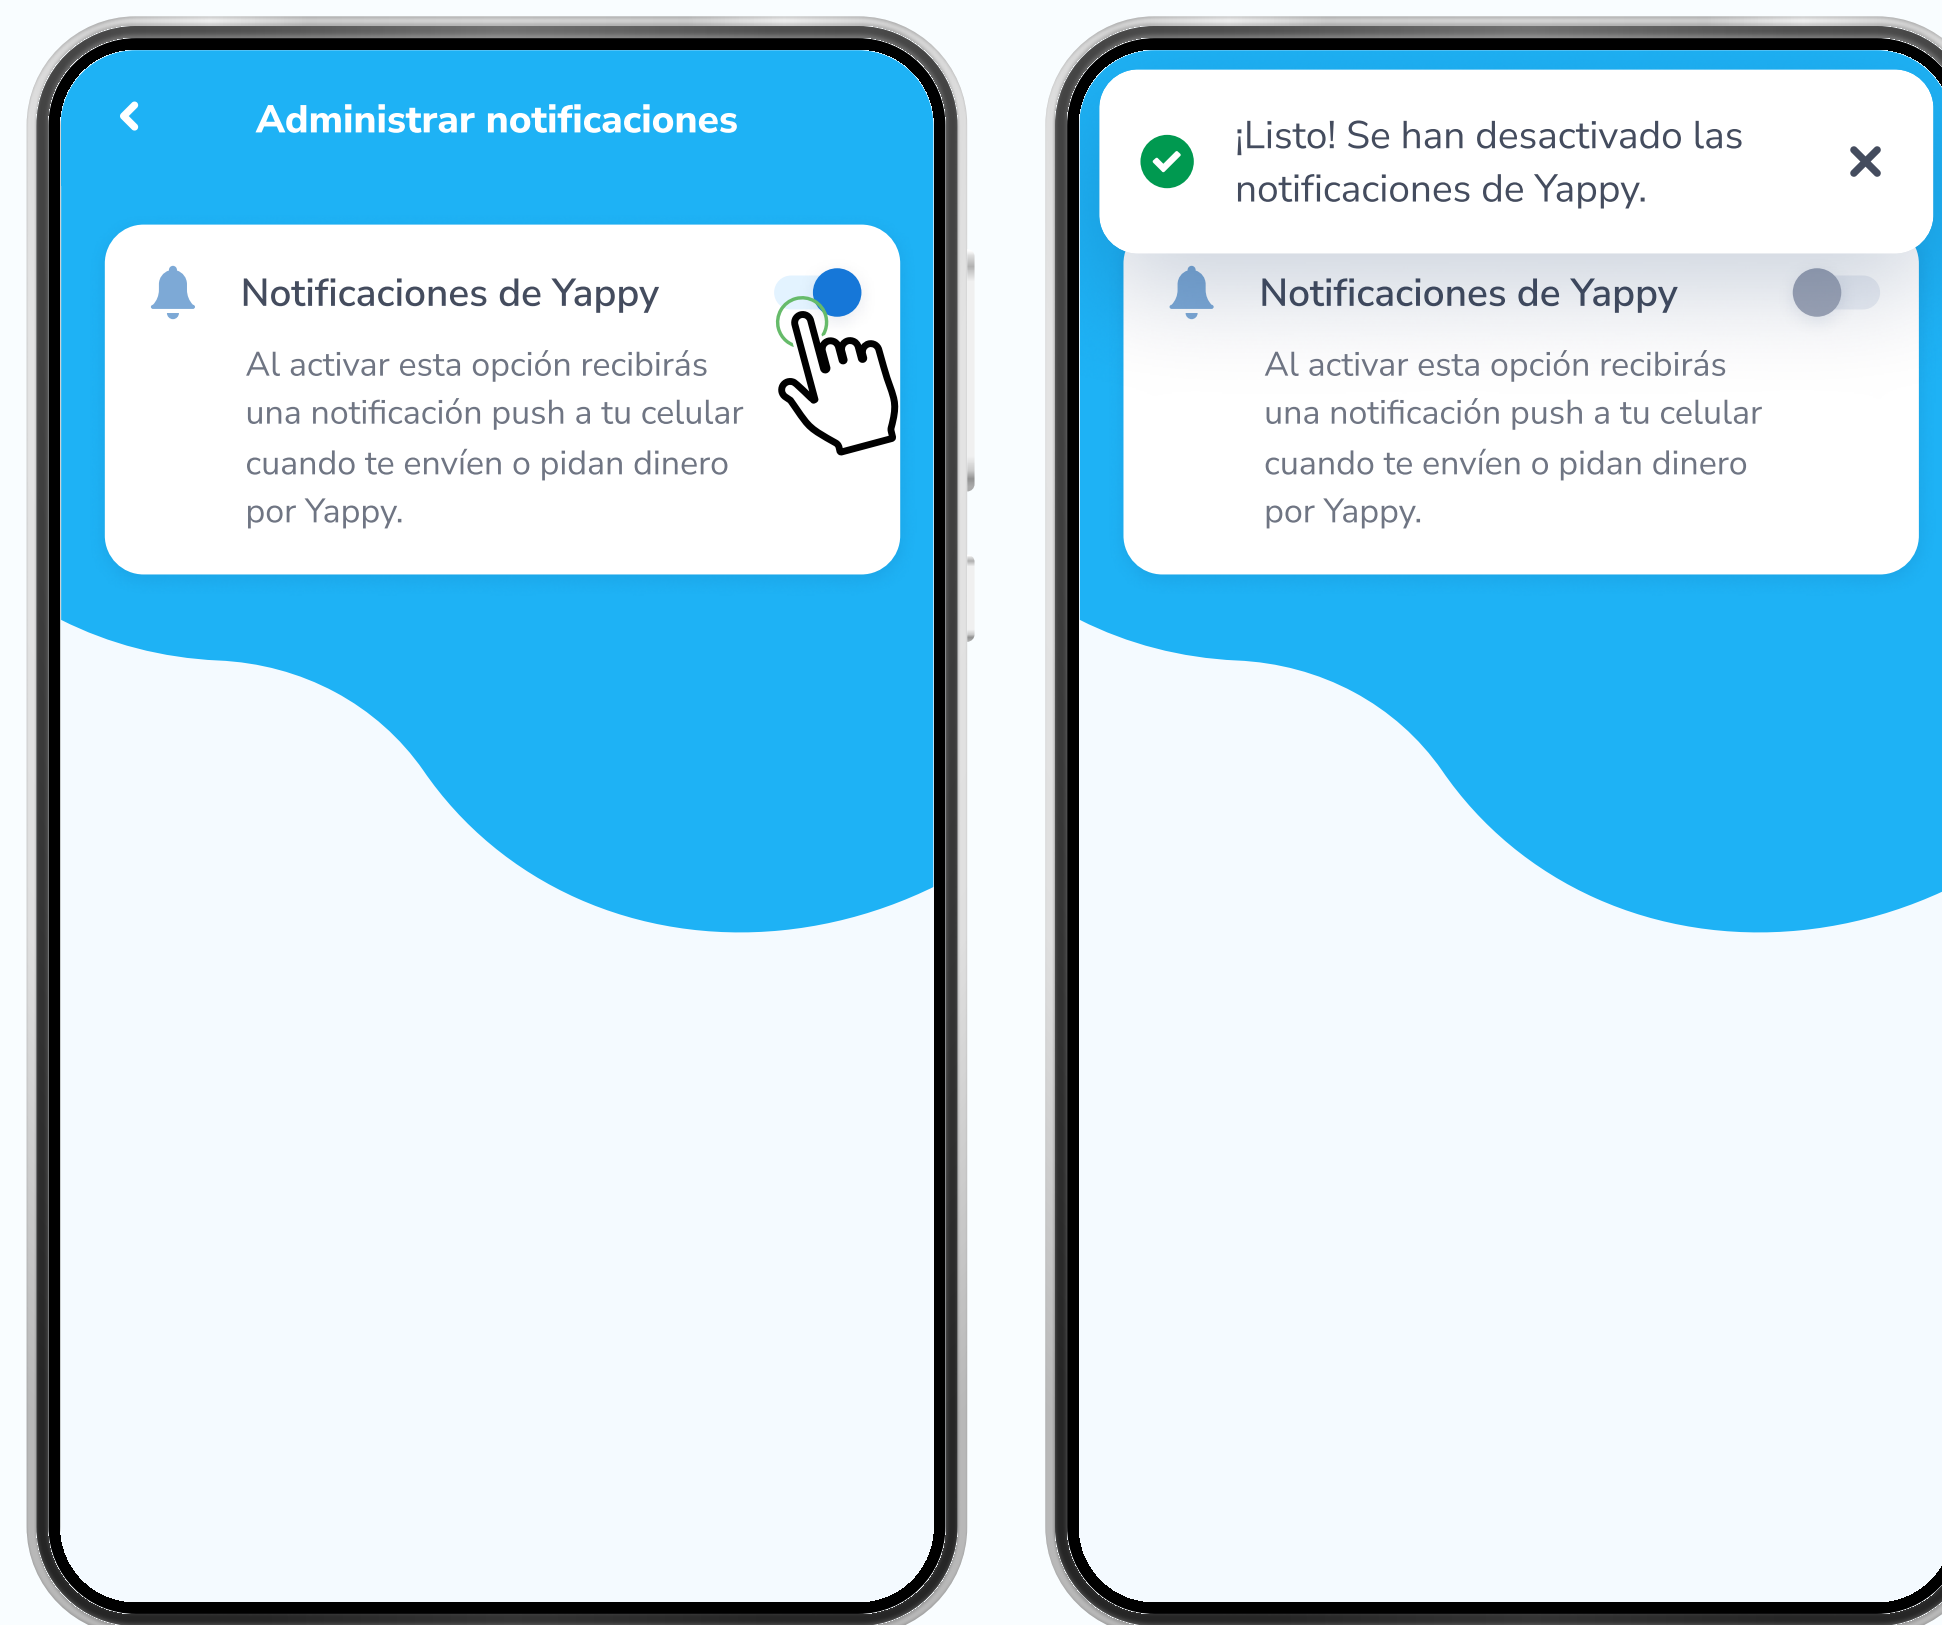 Administrar notificaciones
Notificaciones de Yappy
Al activar esta opción recibirás
una notificación push a tu celular
cuando te envíen o pidan dinero
por Yappy.
¡Listo! Se han desactivado las
notificaciones de Yappy.
Notificaciones de Yappy
Al activar esta opción recibirás
una notificación push a tu celular
cuando te envíen o pidan dinero
por Yappy.